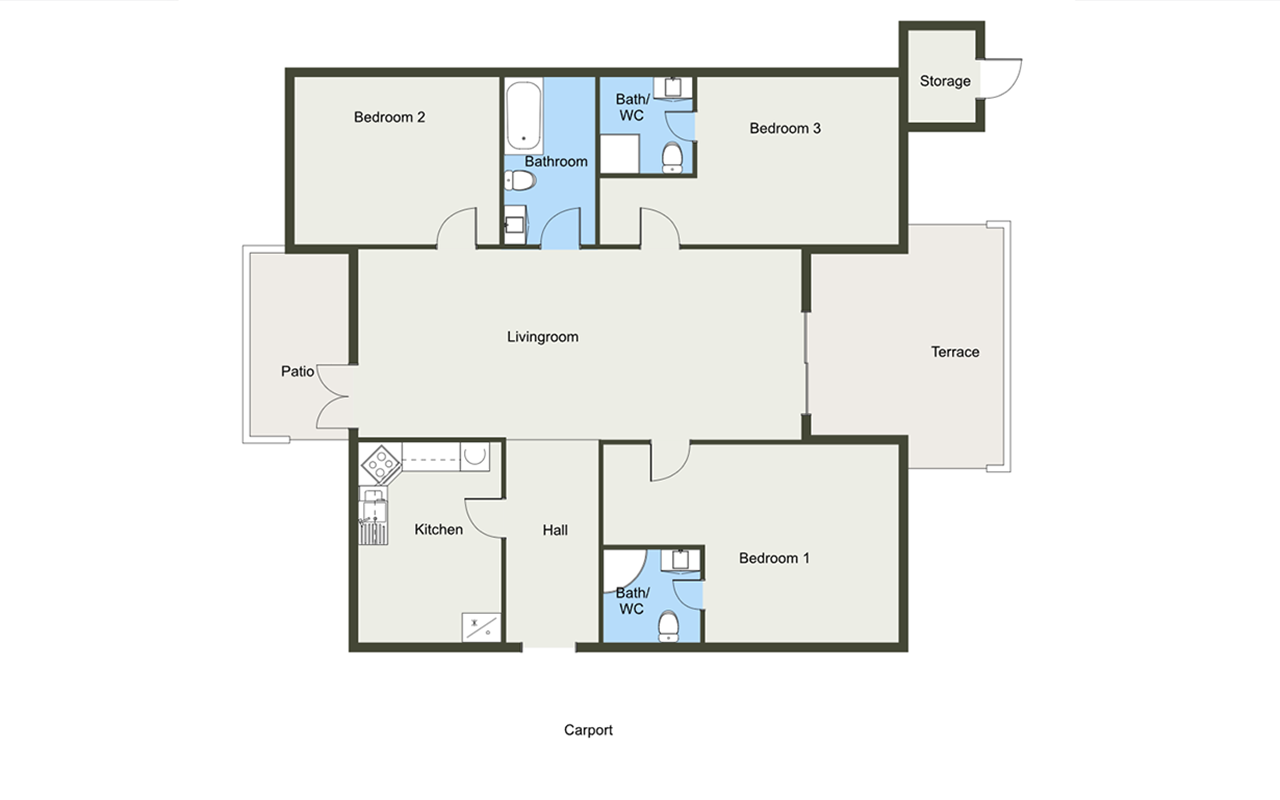 Storage
Bedroom 2
Bath/
WC
Bedroom 3
Bathroom
Livingroom
Patio
Terrace
Kitchen
Hall
Bedroom 1
Bath/
WC
Carport